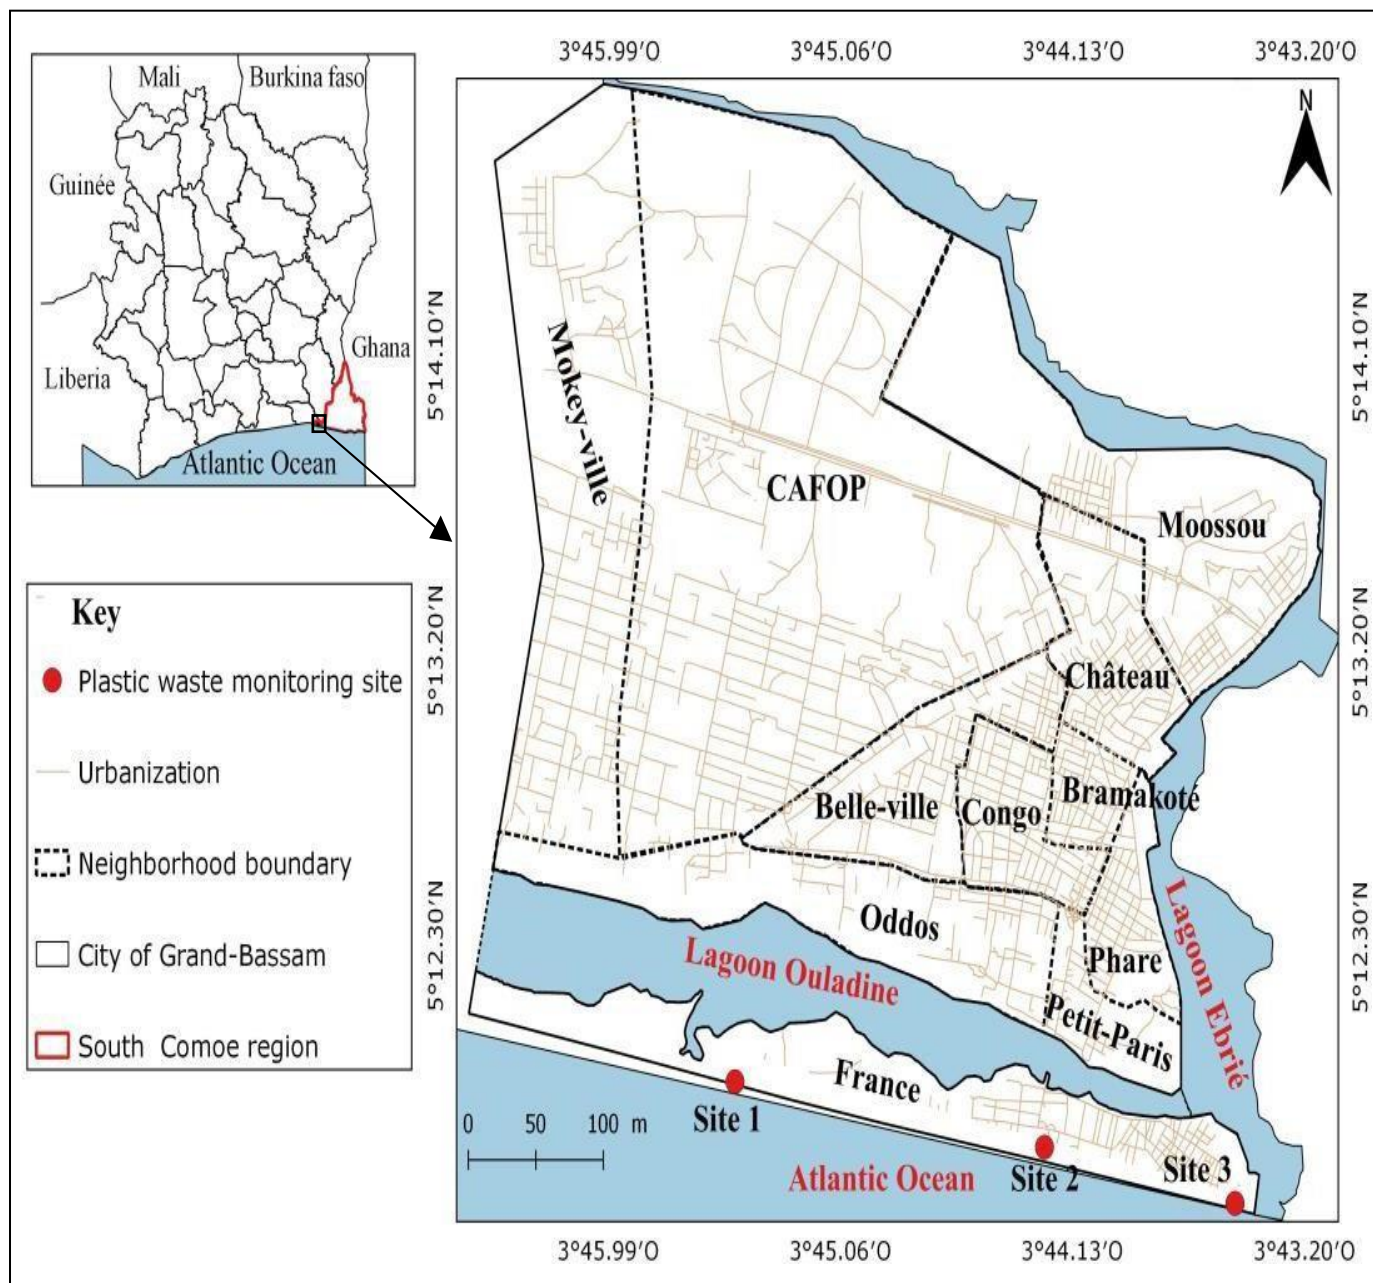 3°45.99'O 3°45.06'O 3°44.13'O 3°43.20'O
Mali Burkina faso
Guinée
Ghana
Liberia
Atlantic Ocean
5°14.10'N
5°13.20'N
5°12.30'N
Key
Plastic waste monitoring site
Urbanization
Neighborhood boundary
City of Grand-Bassam
South Comoe region
N
Mokey-ville
CAFOP
Moossou
Château
Belle-ville
Congo
Bramakoté
Oddos
Phare
Petit-Paris
Lagoon Ouladine
Lagoon Ebrié
France
Site 1
Site 2
Site 3
0 50 100 m
Atlantic Ocean
5°14.10'N
5°13.20'N
5°12.30'N
3°45.99'O 3°45.06'O 3°44.13'O 3°43.20'O